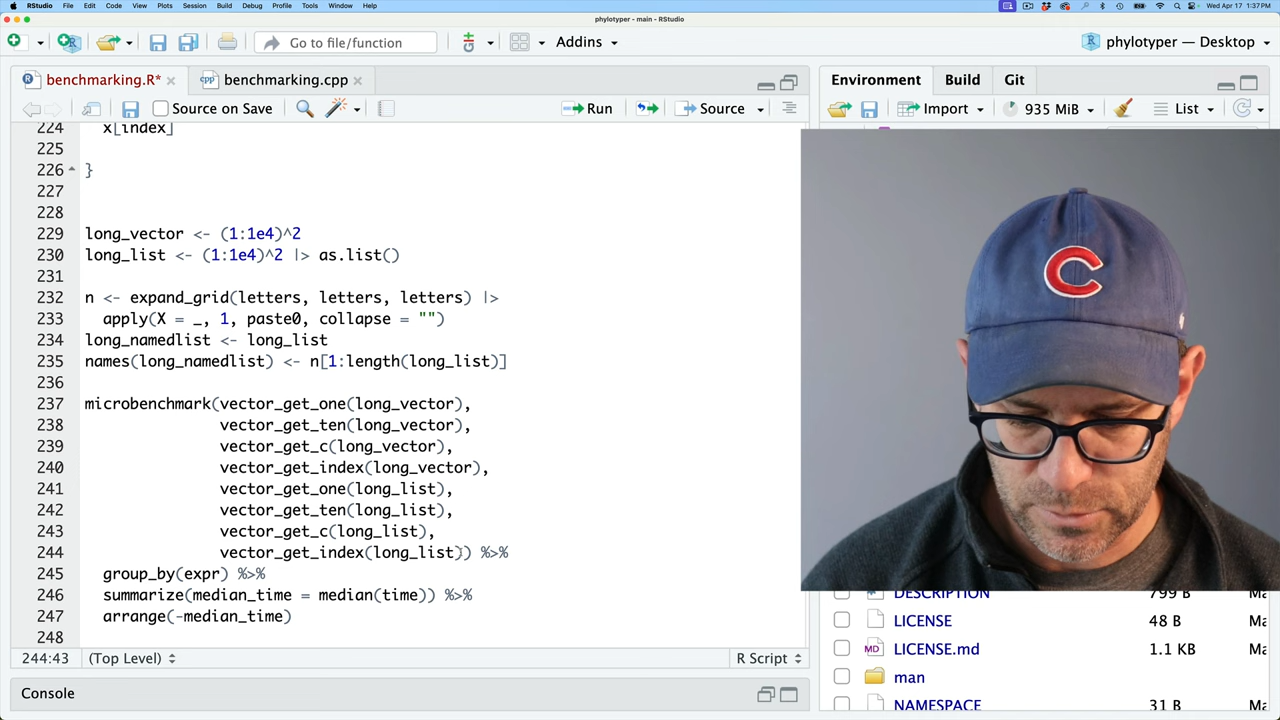 RStudio File Edit Code View Plots Session Build Debug Profile Tools Window Help
Wed Apr 17 1:37PM
phylotyper - main - RStudio
Go to file/function
Addins
phylotyper — Desktop
benchmarking.R*
benchmarking.cpp
Environment Build Git
Source on Save
Run
Source
Import
935 MiB
List
224 x[index]
225
226 }
227
228
229 long_vector <- (1:1e4)^2
230 long_list <- (1:1e4)^2 |> as.list()
231
232 n <- expand_grid(letters, letters, letters) |>
233 apply(X = _, 1, paste0, collapse = "")
234 long_namedlist <- long_list
235 names(long_namedlist) <- n[1:length(long_list)]
236
237 microbenchmark(vector_get_one(long_vector),
238 vector_get_ten(long_vector),
239 vector_get_c(long_vector),
240 vector_get_index(long_vector),
241 vector_get_one(long_list),
242 vector_get_ten(long_list),
243 vector_get_c(long_list),
244 vector_get_index(long_list)) %>%
245 group_by(expr) %>%
246 summarize(median_time = median(time)) %>%
247 arrange(-median_time)
248
244:43 (Top Level) R Script
Console
C
DESCRIPTION 799 B
LICENSE 48 B Ma
LICENSE.md 1.1 KB Ma
man
NAMESPACE 31 B Ma